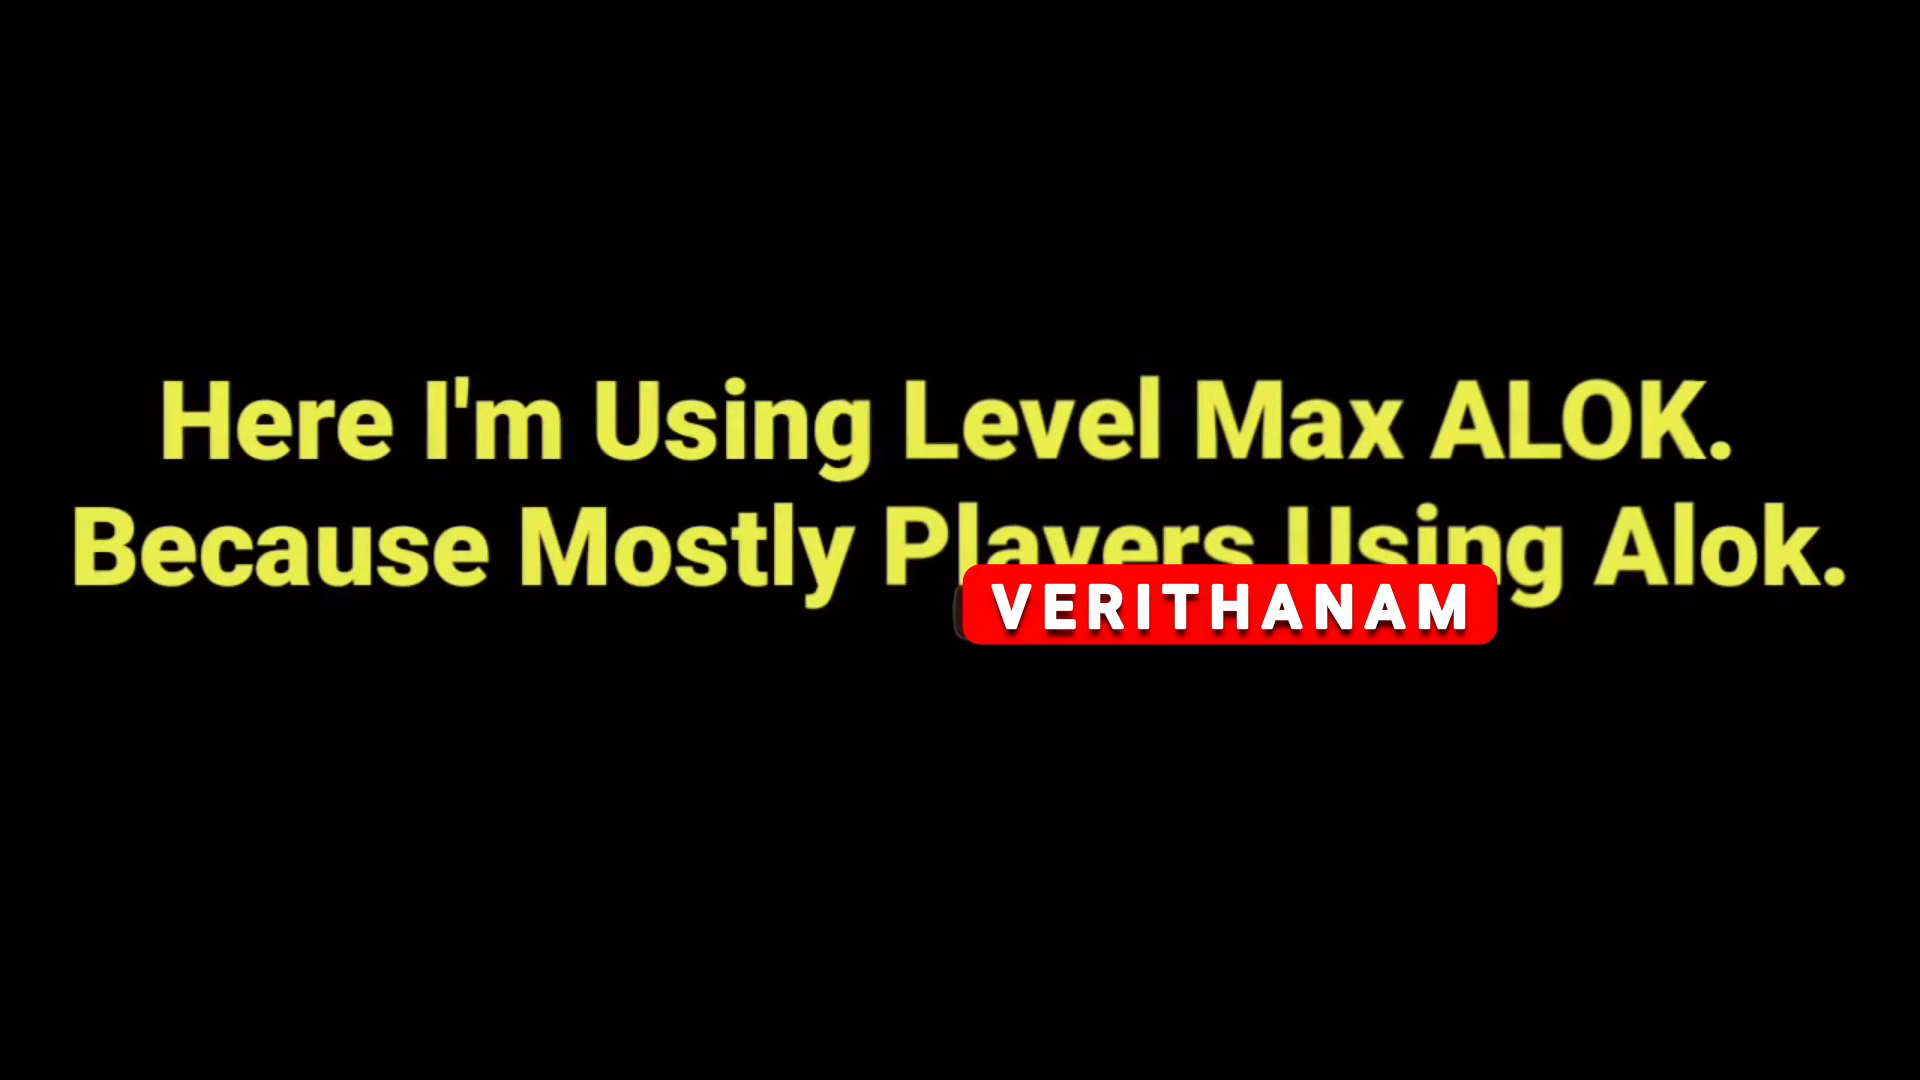 Here I'm Using Level Max ALOK.
Because Mostly Players Using Alok.
VERITHANAM